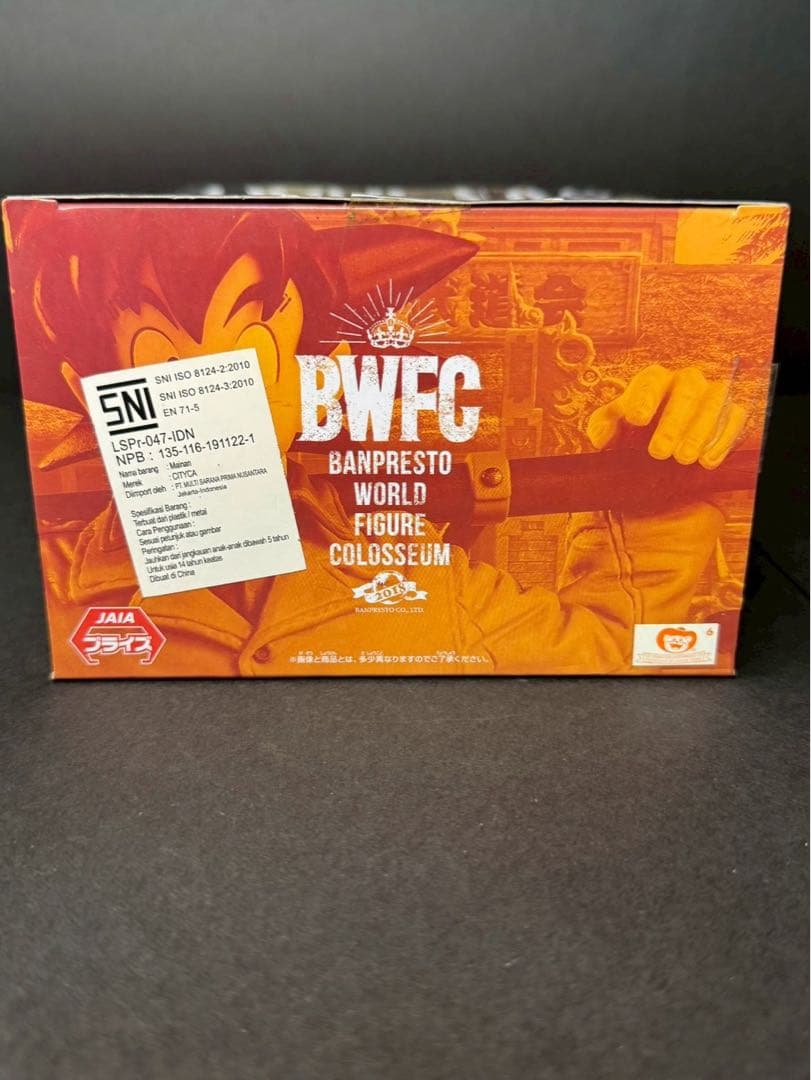 道 会
BWFC
BANPRESTO
WORLD
FIGURE
COLOSSEUM
2018
BANPRESTO CO., LTD.
SNI
SNI ISO 8124-2:2010
SNI ISO 8124-3:2010
EN 71-5
LSPr-047-IDN
NPB : 135-116-191122-1
Nama barang : Mainan
Merek : CITYCA
Diimport oleh : PT. MULTI SARANA PRIMA NUSANTARA
Jakarta-Indonesia
Spesifikasi Barang :
Terbuat dari plastik / metal
Cara Penggunaan :
Sesuai petunjuk atau gambar
Peringatan :
Jauhkan dari jangkauan anak-anak dibawah 5 tahun
Untuk usia 14 tahun keatas
Dibuat di China
JAIA
プライズ
※画像と商品とは、多少異なりますのでご了承ください。
6